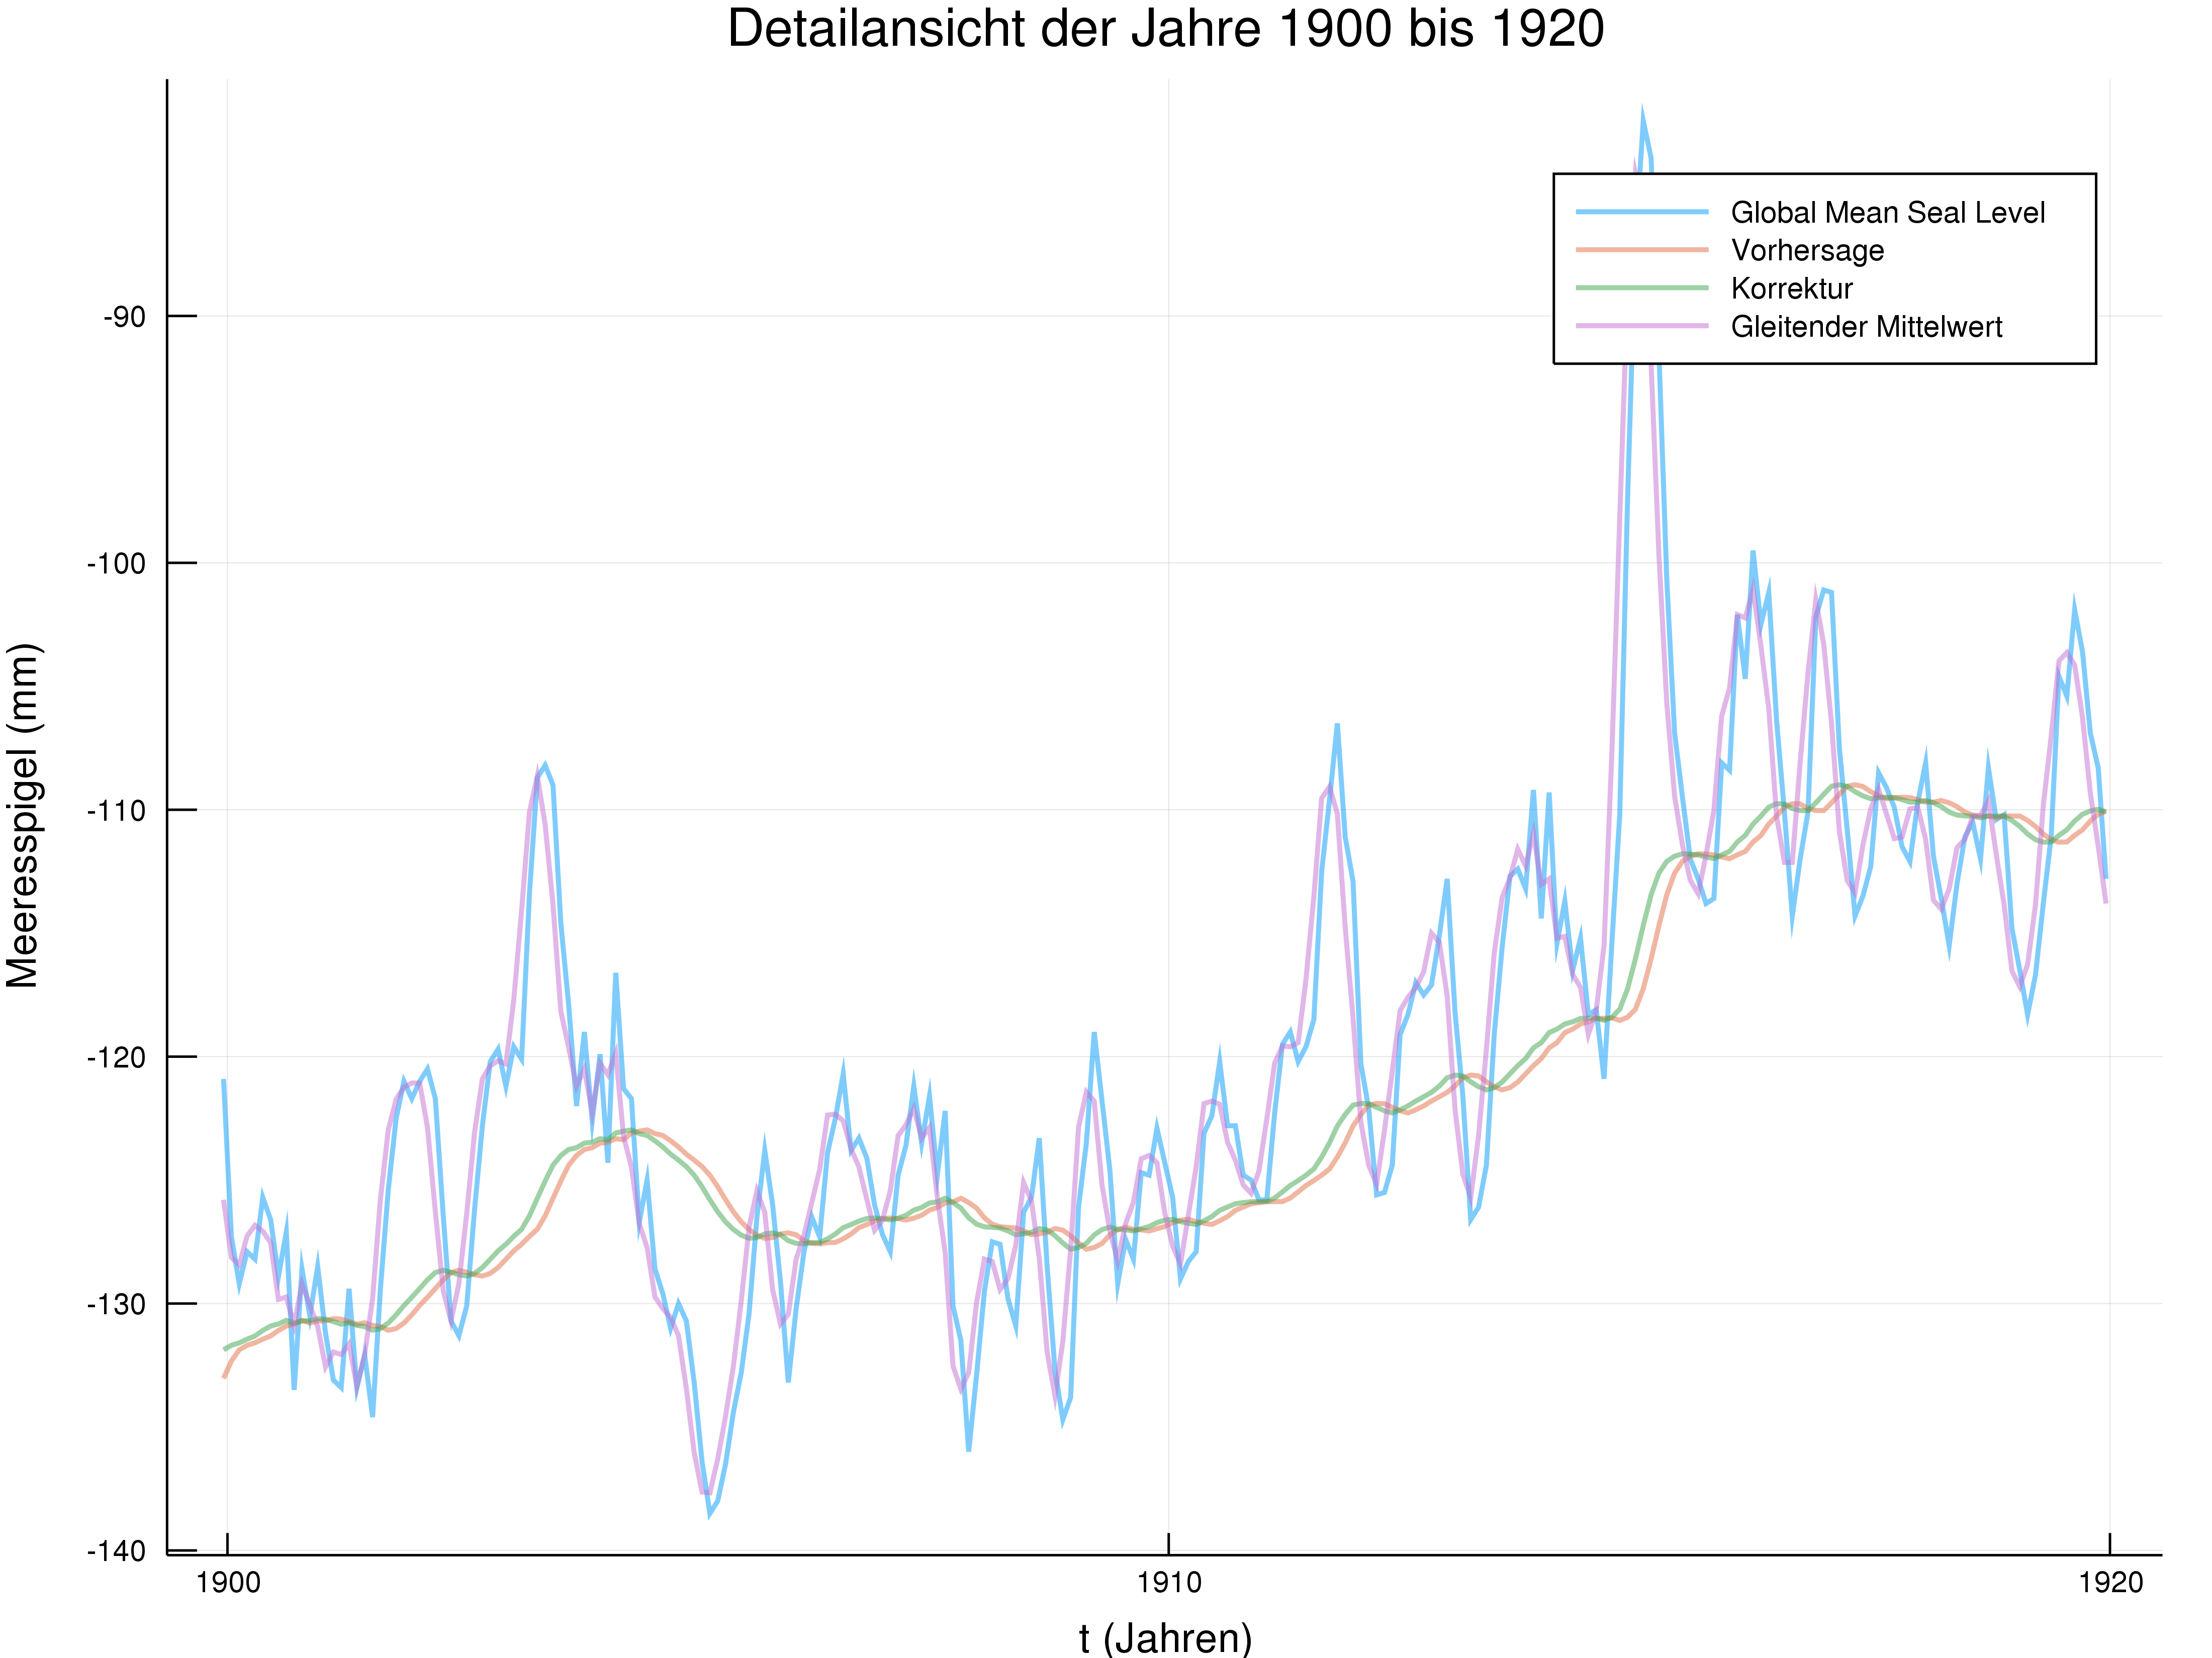 Detailansicht der Jahre 1900 bis 1920
Global Mean Seal Level
Vorhersage
Korrektur
Gleitender Mittelwert
Meeresspigel (mm)
-90
-100
-110
-120
-130
-140
1900
1910
1920
t (Jahren)